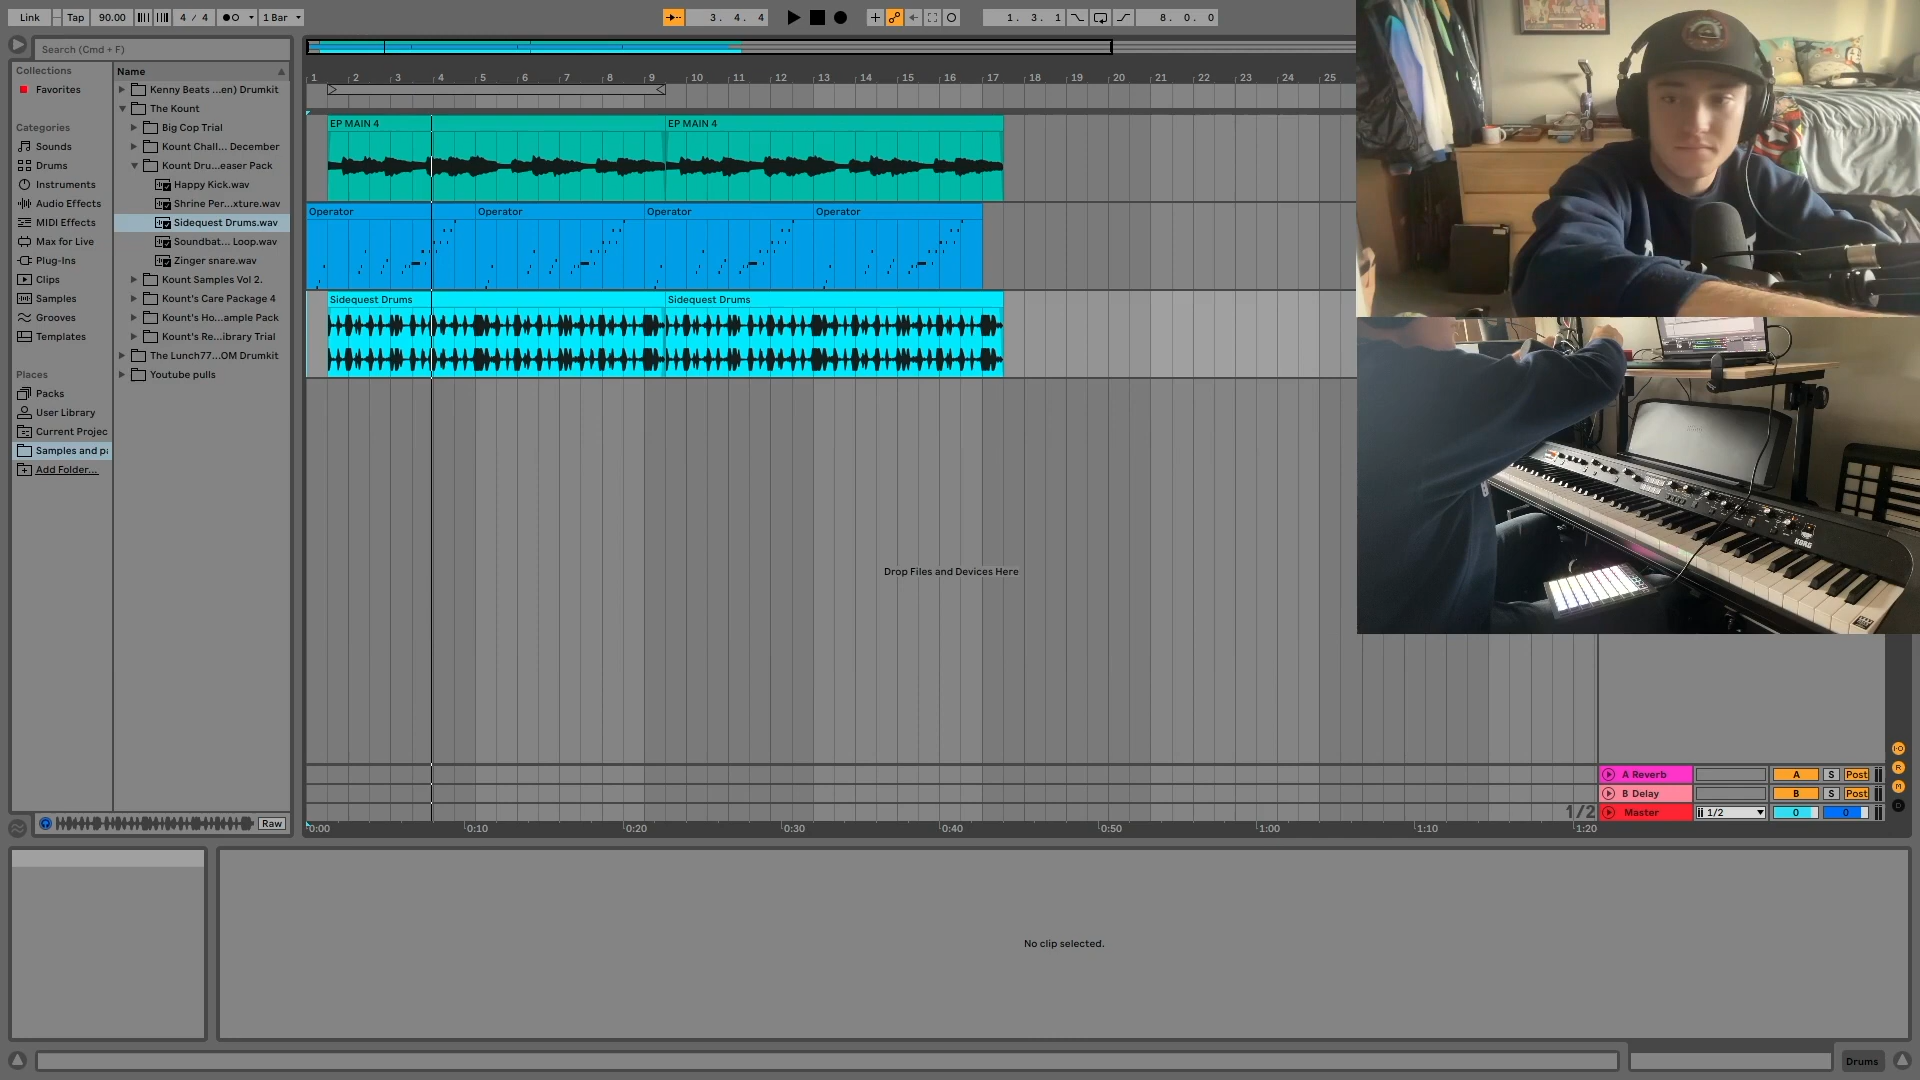 Link
Tap
90.00
4 / 4
1 Bar
3. 4. 4
1. 3. 1
8. 0. 0
Search (Cmd + F)
Collections
Favorites
Categories
Sounds
Drums
Instruments
Audio Effects
MIDI Effects
Max for Live
Plug-Ins
Clips
Samples
Grooves
Templates
Places
Packs
User Library
Current Projec
Samples and pa
Add Folder...
Name
Kenny Beats ...en) Drumkit
The Kount
Big Cop Trial
Kount Chall... December
Kount Dru...easer Pack
Happy Kick.wav
Shrine Per...xture.wav
Sidequest Drums.wav
Soundbat... Loop.wav
Zinger snare.wav
Kount Samples Vol 2.
Kount's Care Package 4
Kount's Ho...ample Pack
Kount's Re...ibrary Trial
The Lunch77...OM Drumkit
Youtube pulls
Raw
1 2 3 4 5 6 7 8 9 10 11 12 13 14 15 16 17 18 19 20 21 22 23 24 25
EP MAIN 4 EP MAIN 4
Operator Operator Operator Operator
Sidequest Drums Sidequest Drums
Drop Files and Devices Here
KORG
A Reverb A S Post
B Delay B S Post
1/2 Master 1/2 0 0
0:00 0:10 0:20 0:30 0:40 0:50 1:00 1:10 1:20
I·O
R
M
D
No clip selected.
Drums